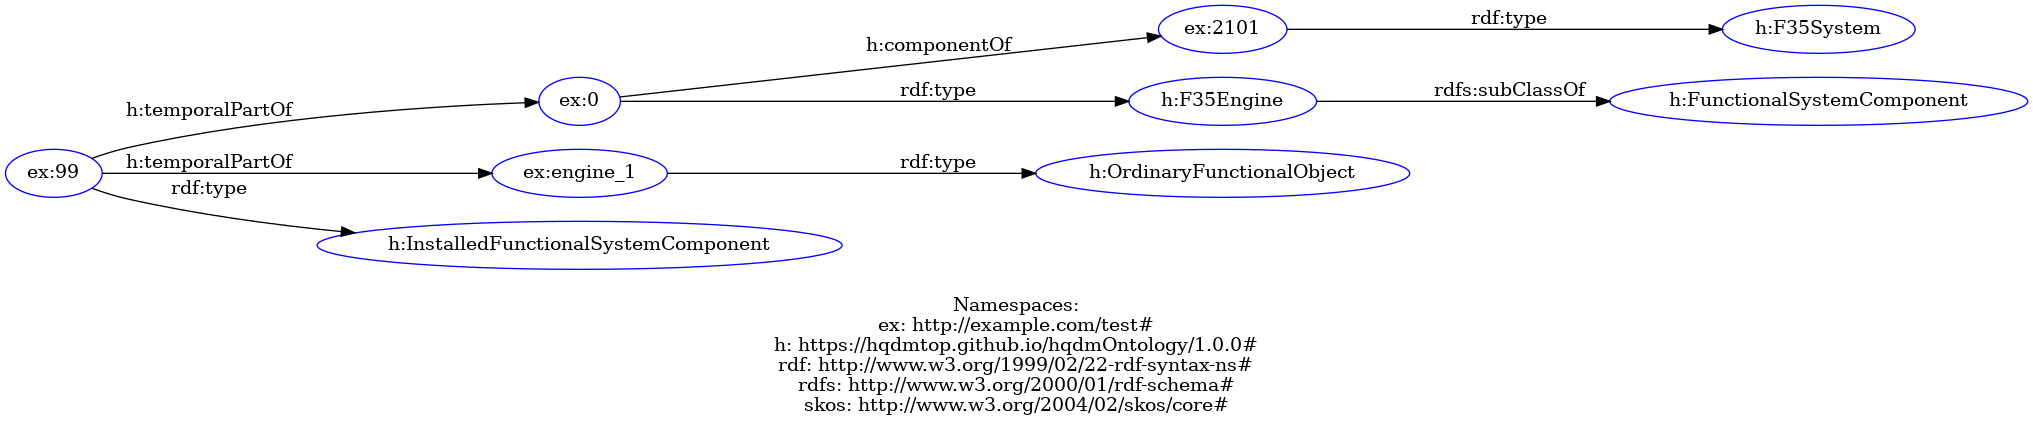 ex:2101
rdf:type
h:F35System
h:componentOf
ex:0
rdf:type
h:F35Engine
rdfs:subClassOf
h:FunctionalSystemComponent
h:temporalPartOf
ex:99
h:temporalPartOf
ex:engine_1
rdf:type
h:OrdinaryFunctionalObject
rdf:type
h:InstalledFunctionalSystemComponent
Namespaces:
ex: http://example.com/test#
h: https://hqdmtop.github.io/hqdmOntology/1.0.0#
rdf: http://www.w3.org/1999/02/22-rdf-syntax-ns#
rdfs: http://www.w3.org/2000/01/rdf-schema#
skos: http://www.w3.org/2004/02/skos/core#